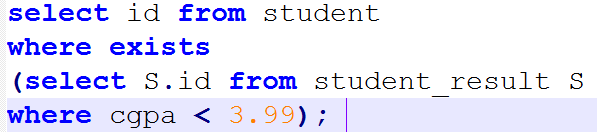 select id from student
where exists
(select S.id from student_result S
where cgpa < 3.99);